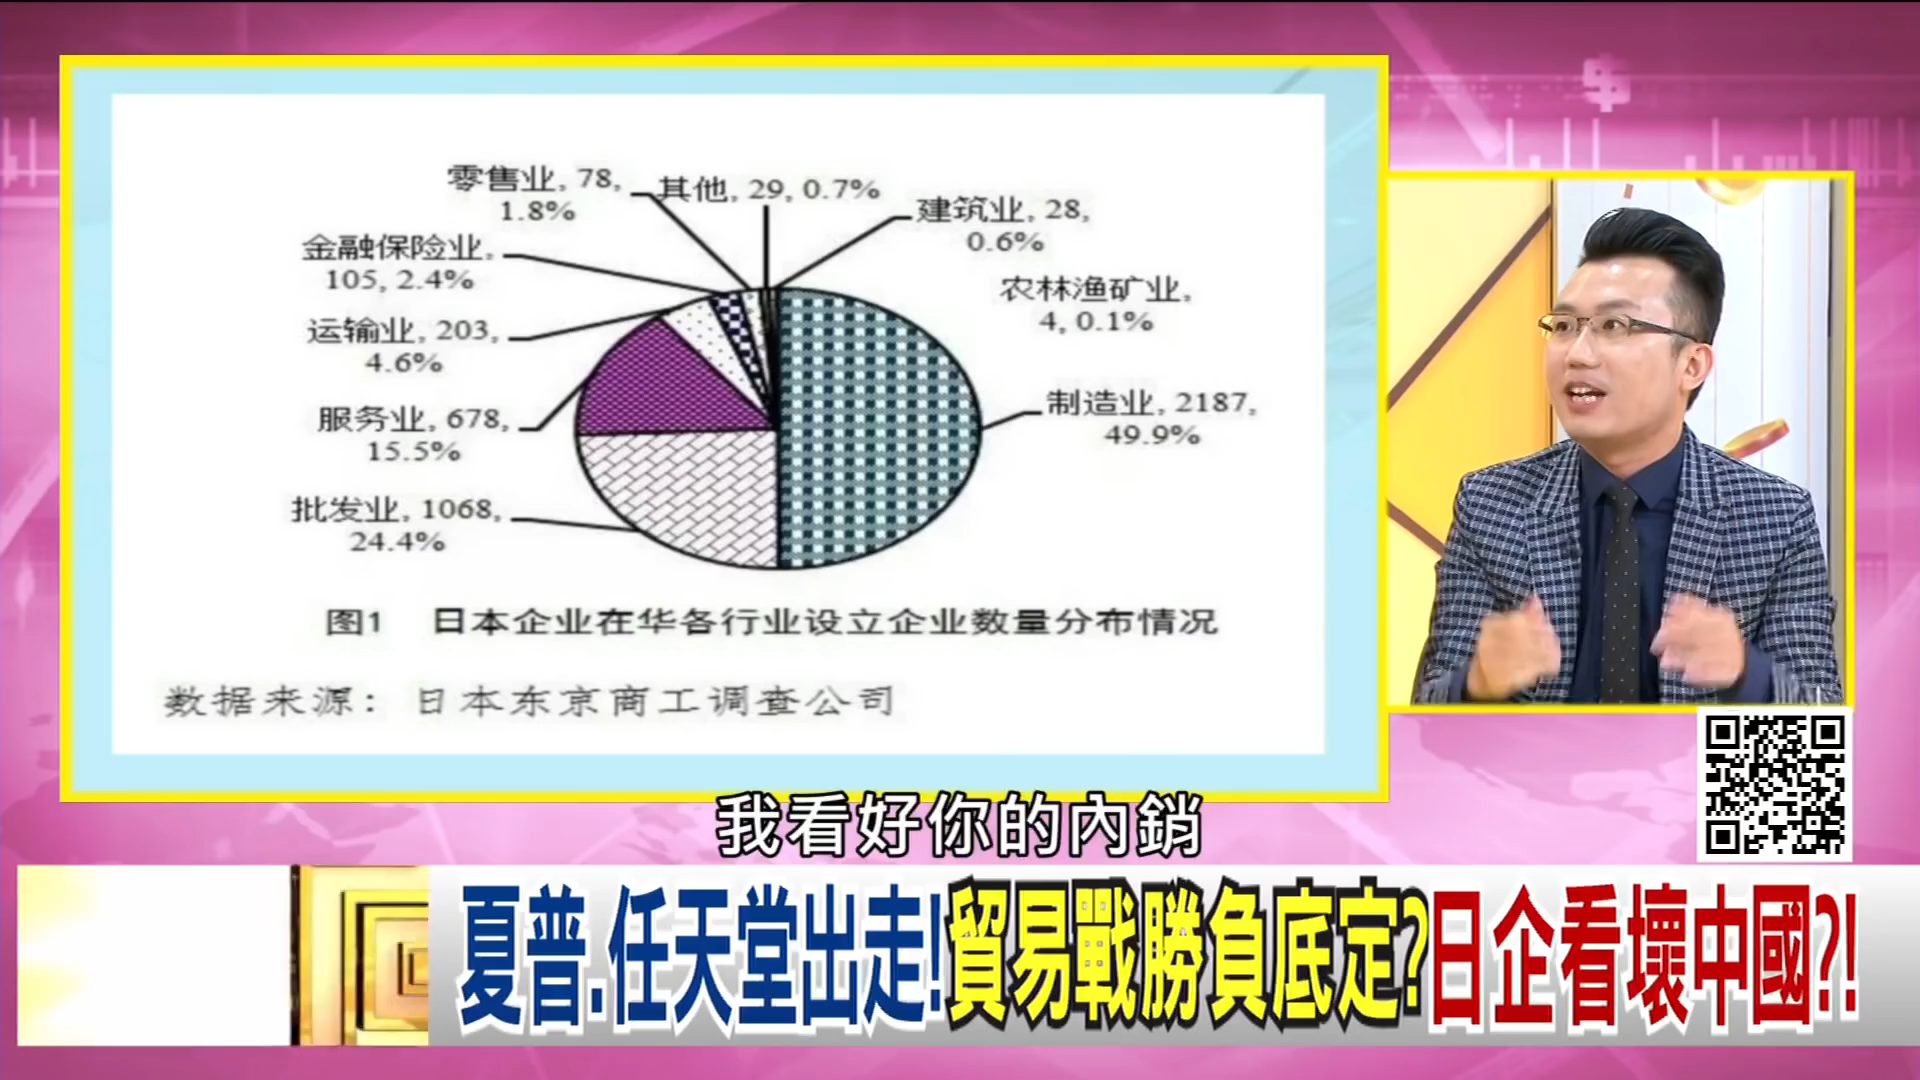 零售业, 78,
1.8%
其他, 29, 0.7%
建筑业, 28,
0.6%
金融保险业,
105, 2.4%
农林渔矿业,
4, 0.1%
运输业, 203,
4.6%
制造业, 2187,
49.9%
服务业, 678,
15.5%
批发业, 1068,
24.4%
图1 日本企业在华各行业设立企业数量分布情况
数据来源：日本东京商工调查公司
我看好你的內銷
夏普.任天堂出走!貿易戰勝負底定?日企看壞中國?!